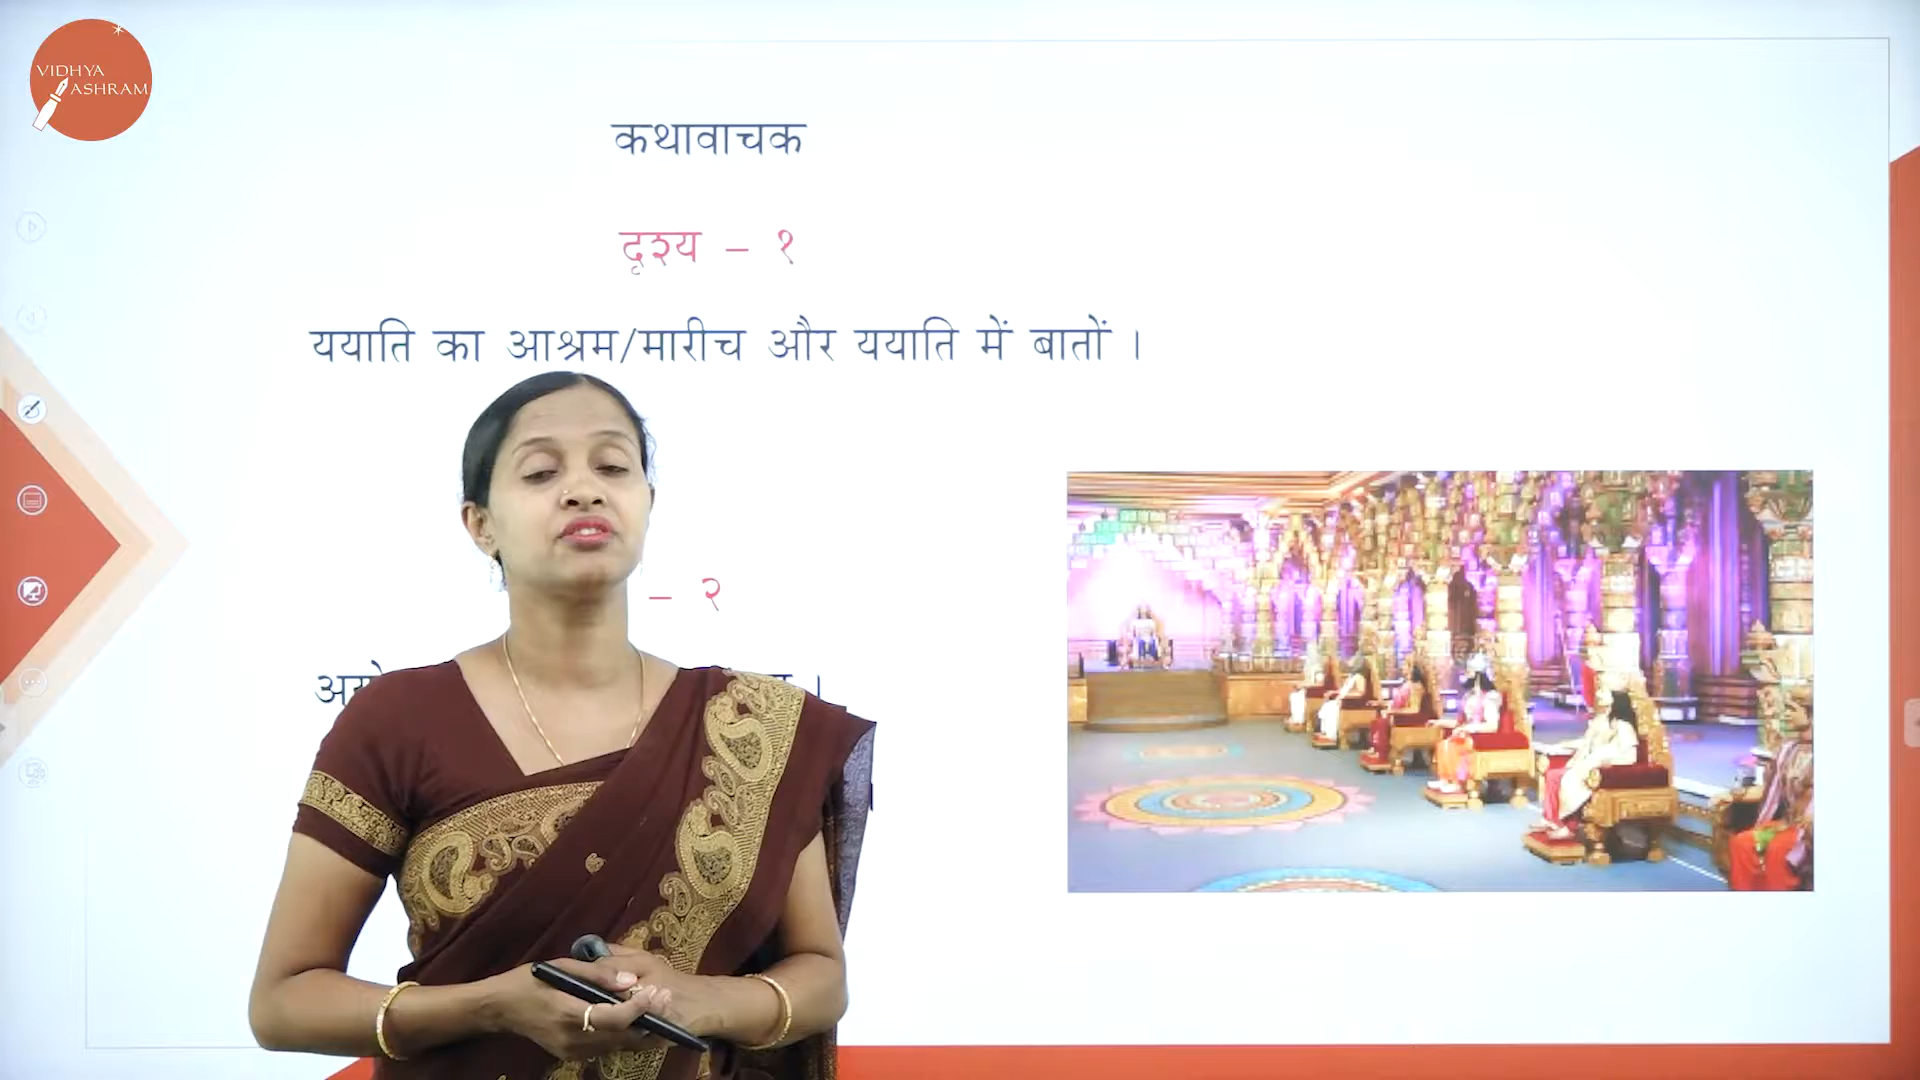 VIDHYA
ASHRAM
कथावाचक
दृश्य – १
ययाति का आश्रम/मारीच और ययाति में बातों ।
– २